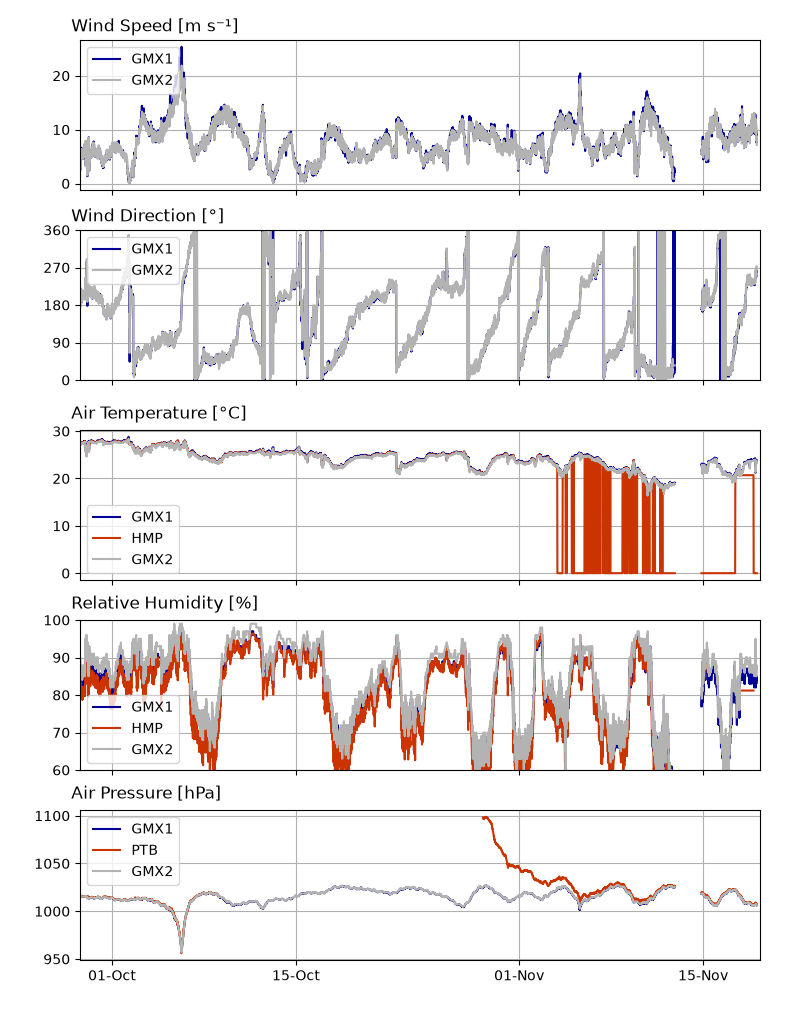 Wind Speed [m s⁻¹]
GMX1
GMX2
20
10
0
Wind Direction [°]
GMX1
GMX2
360
270
180
90
0
Air Temperature [°C]
30
20
10
0
GMX1
HMP
GMX2
Relative Humidity [%]
100
90
80
70
60
GMX1
HMP
GMX2
Air Pressure [hPa]
GMX1
PTB
GMX2
1100
1050
1000
950
01-Oct 15-Oct 01-Nov 15-Nov